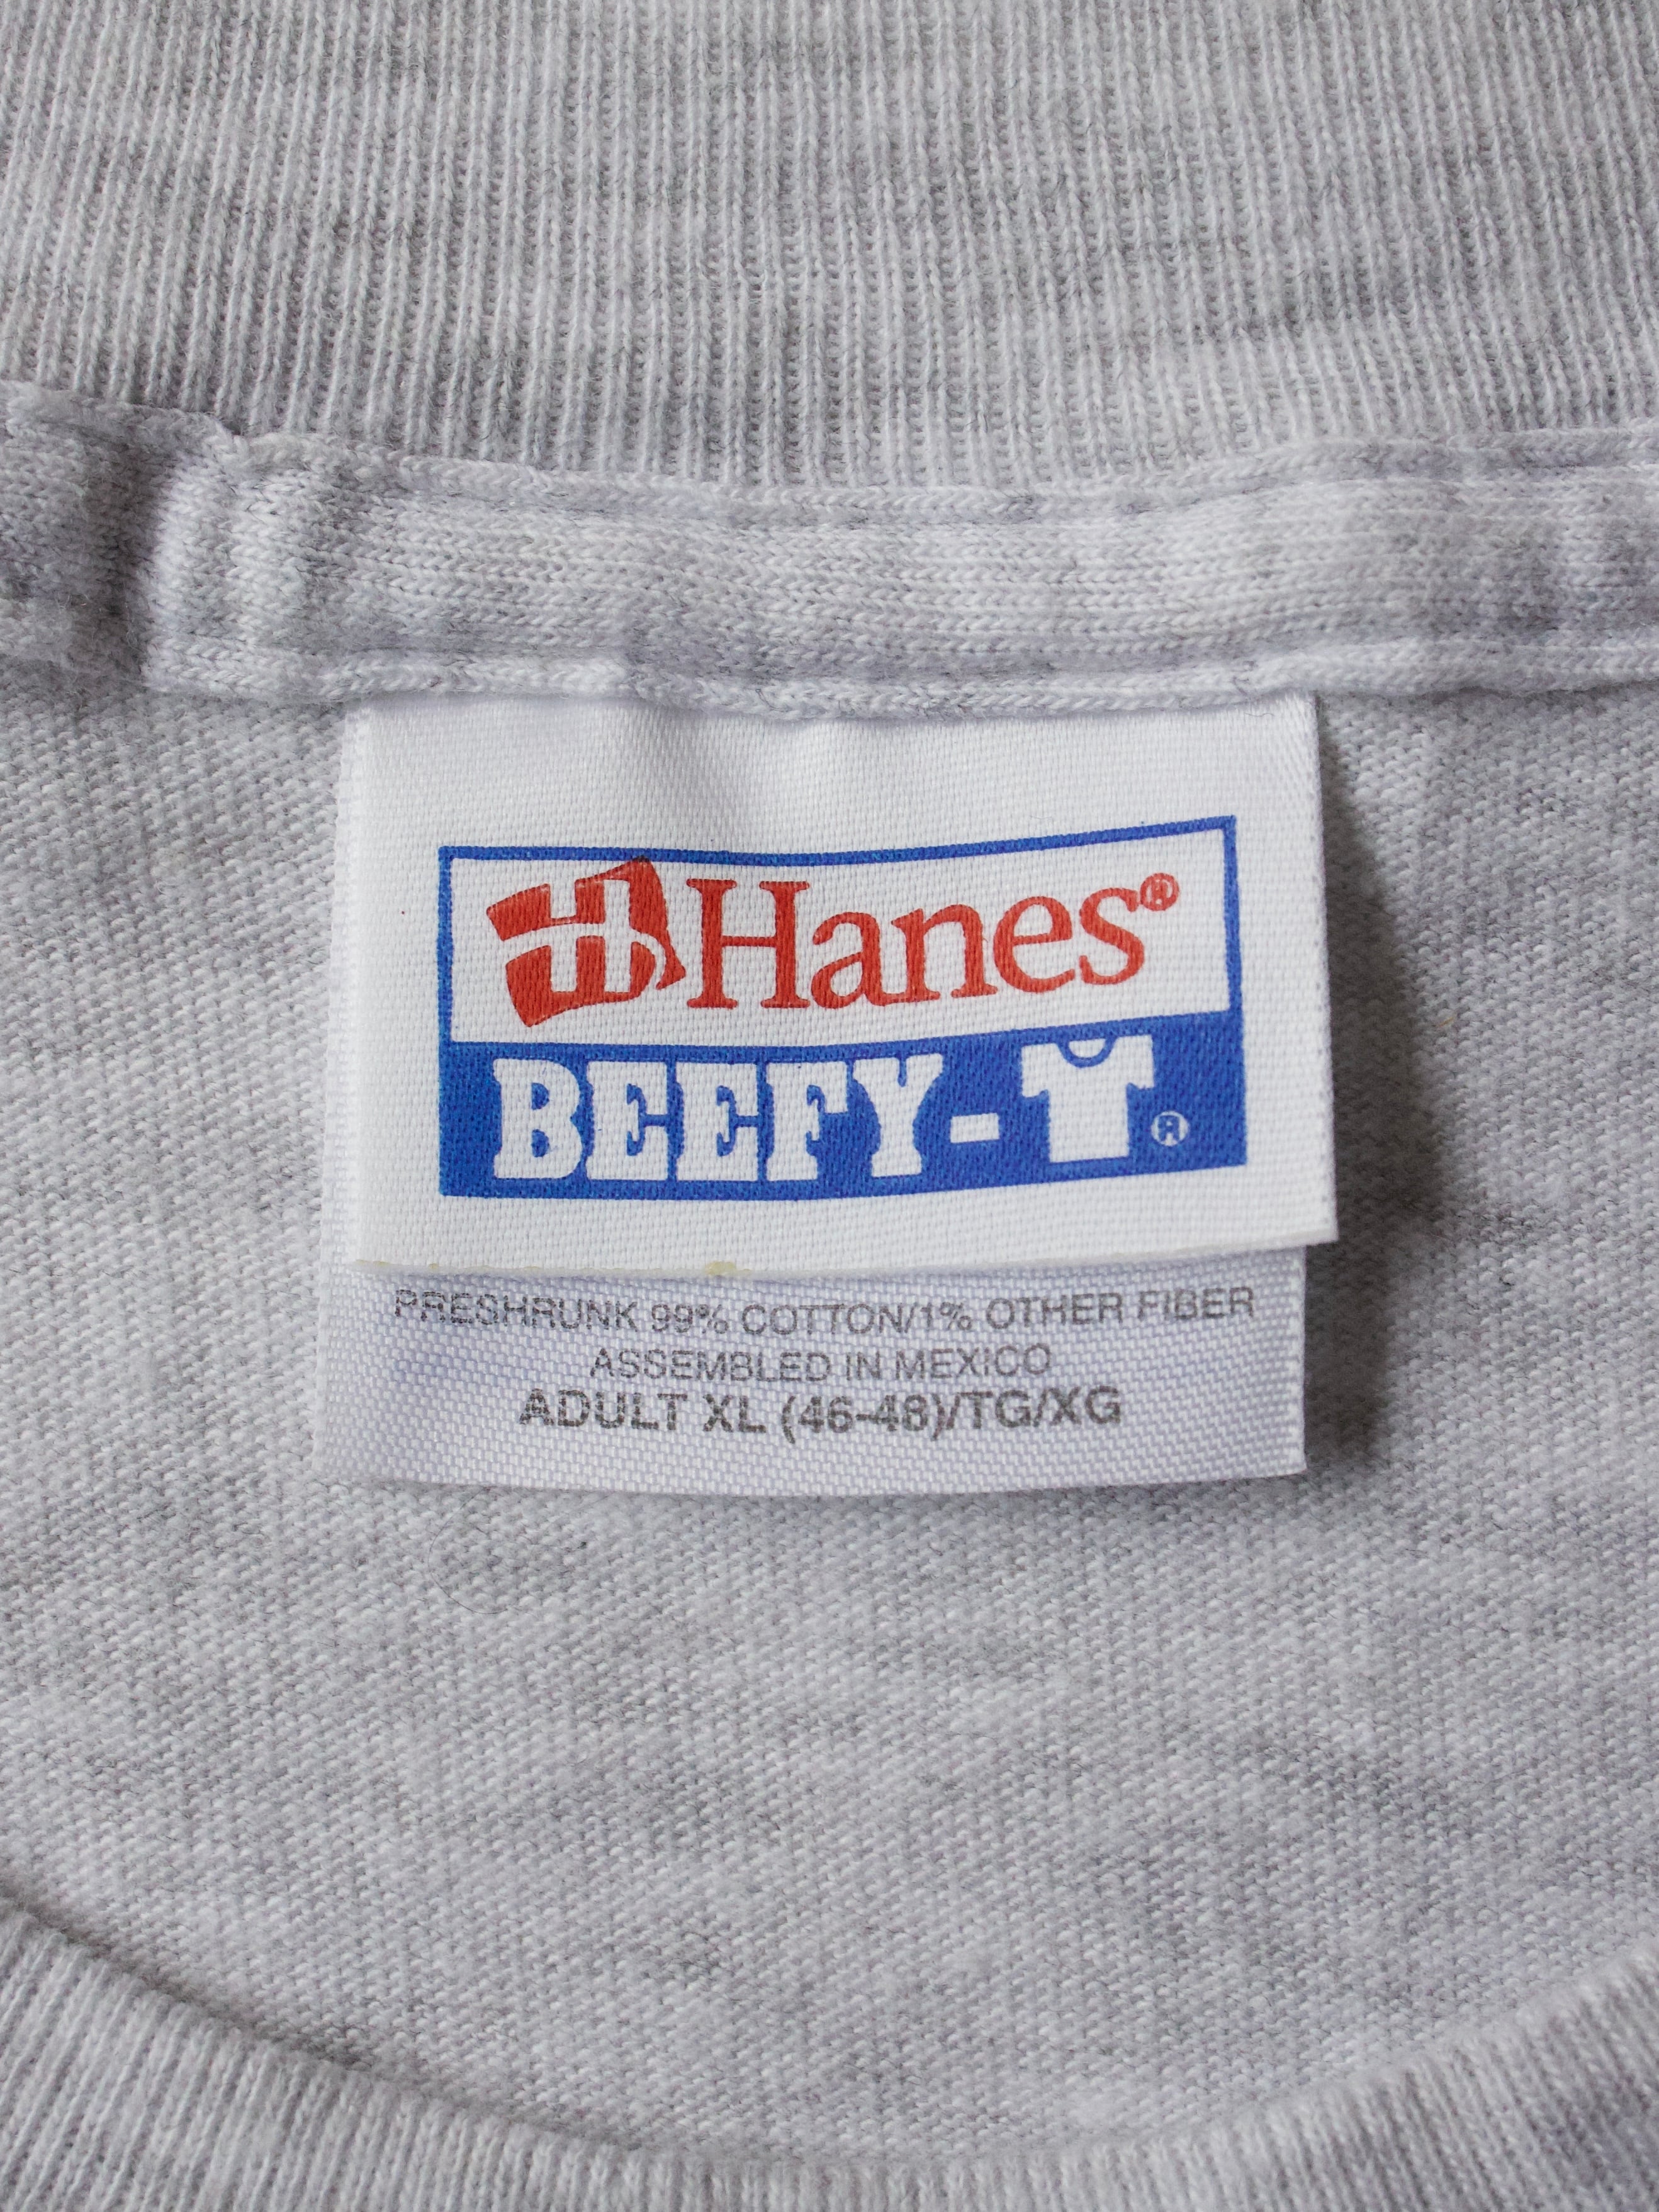 Hanes®
BEEFY-T®
PRESHRUNK 99% COTTON/1% OTHER FIBER
ASSEMBLED IN MEXICO
ADULT XL (46-48)/TG/XG